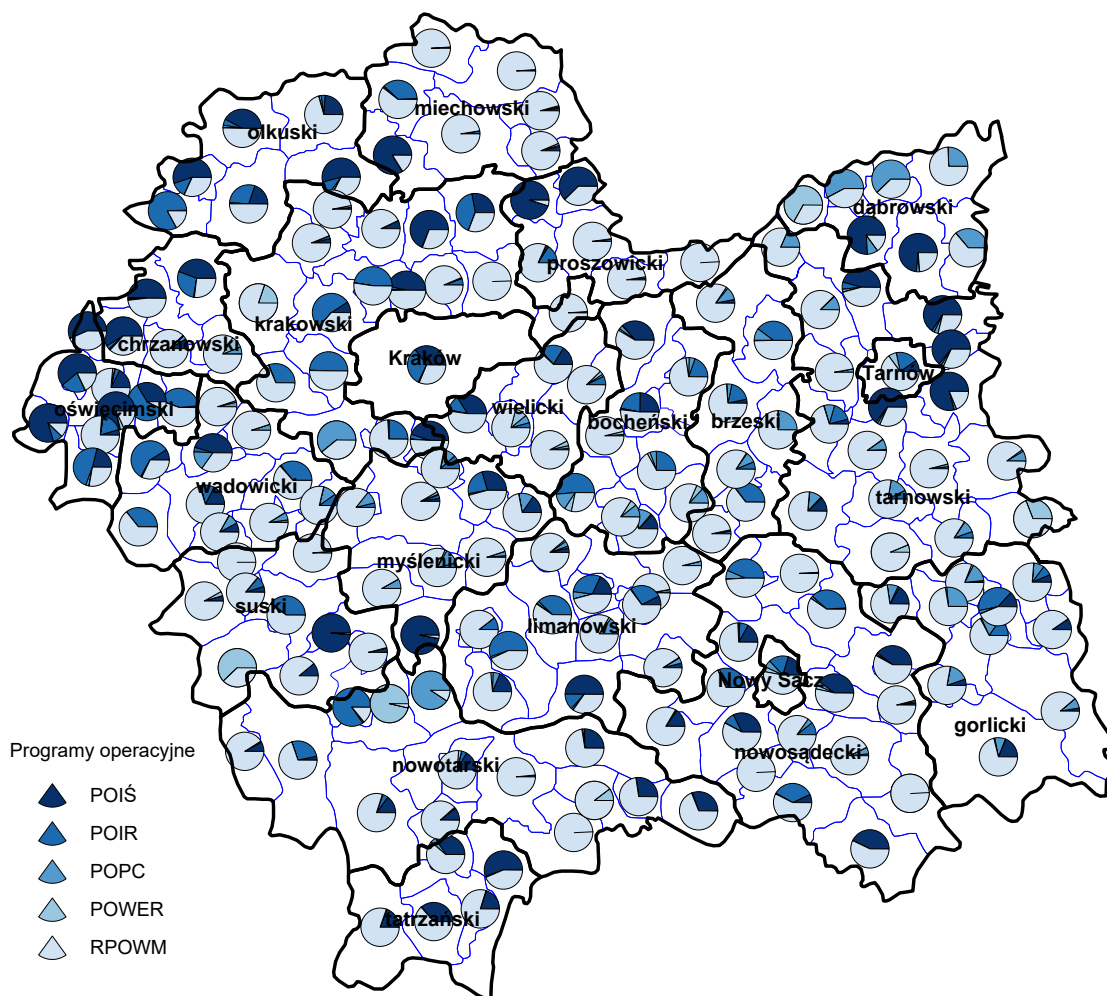 miechowski
olkuski
dąbrowski
proszowicki
krakowski
chrzanowski
Kraków
Tarnów
oświęcimski
wielicki
bocheński
brzeski
wadowicki
tarnowski
myślenicki
suski
limanowski
Nowy Sącz
gorlicki
nowosądecki
nowotarski
tatrzański
Programy operacyjne
POIŚ
POIR
POPC
POWER
RPOWM